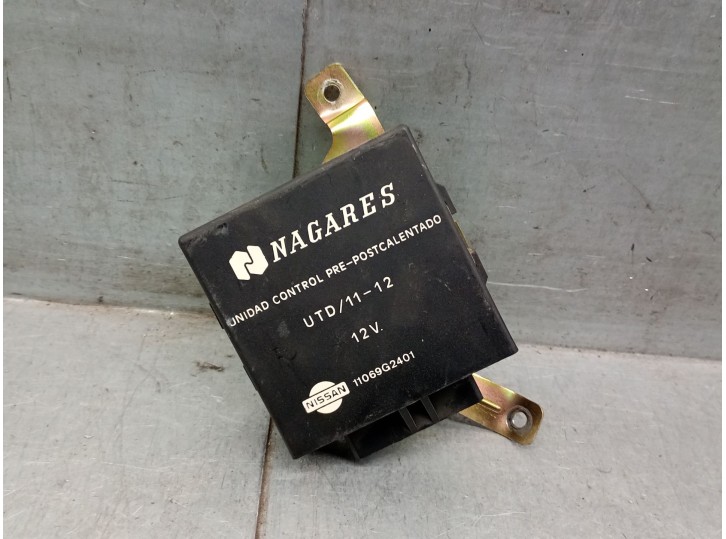 NAGARES
UNIDAD CONTROL PRE-POSTCALENTADO
UTD/11-12
12V.
NISSAN 11069G2401